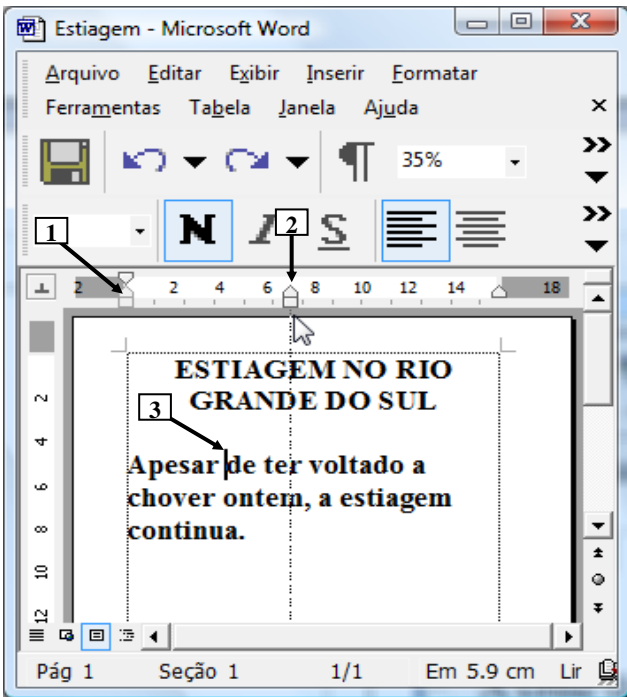 Estiagem - Microsoft Word
Arquivo Editar Exibir Inserir Formatar
Ferramentas Tabela Janela Ajuda
35%
1 N I 2 S
2 2 4 6 8 10 12 14 18
ESTIAGEM NO RIO
GRANDE DO SUL
3
Apesar de ter voltado a
chover ontem, a estiagem
continua.
2
4
6
8
10
12
Pág 1 Seção 1 1/1 Em 5.9 cm Lir